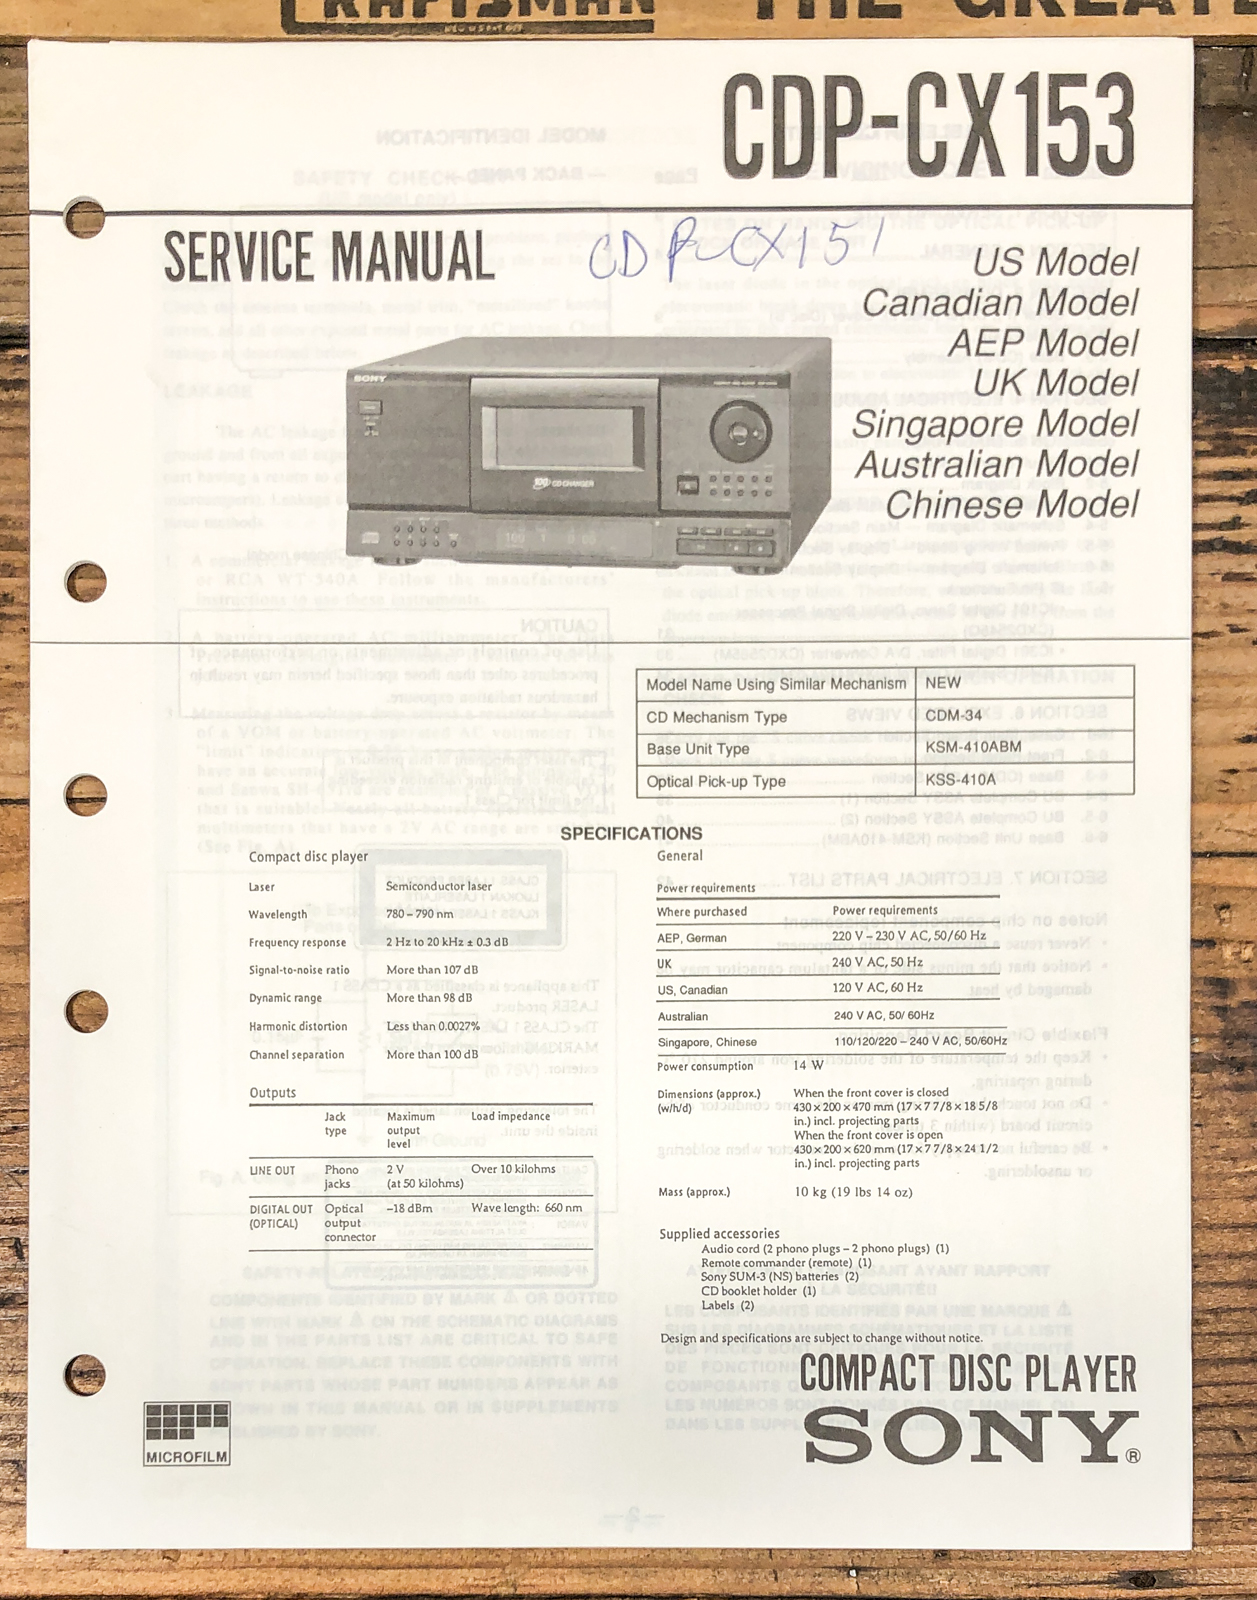 CRAFTSMAN THE GREATE
CDP-CX153
SERVICE MANUAL
CDP-CX151
US Model
Canadian Model
AEP Model
UK Model
Singapore Model
Australian Model
Chinese Model
SONY
100 CD CHANGER
Model Name Using Similar Mechanism NEW
CD Mechanism Type CDM-34
Base Unit Type KSM-410ABM
Optical Pick-up Type KSS-410A
SPECIFICATIONS
Compact disc player
Laser Semiconductor laser
Wavelength 780 – 790 nm
Frequency response 2 Hz to 20 kHz ± 0.3 dB
Signal-to-noise ratio More than 107 dB
Dynamic range More than 98 dB
Harmonic distortion Less than 0.0027%
Channel separation More than 100 dB
Outputs
Jack type Maximum output level Load impedance
LINE OUT Phono jacks 2 V (at 50 kilohms) Over 10 kilohms
DIGITAL OUT (OPTICAL) Optical output connector –18 dBm Wave length: 660 nm
General
Power requirements
Where purchased Power requirements
AEP, German 220 V – 230 V AC, 50/60 Hz
UK 240 V AC, 50 Hz
US, Canadian 120 V AC, 60 Hz
Australian 240 V AC, 50/ 60Hz
Singapore, Chinese 110/120/220 – 240 V AC, 50/60Hz
Power consumption 14 W
Dimensions (approx.) When the front cover is closed
(w/h/d) 430 × 200 × 470 mm (17 × 7 7/8 × 18 5/8
in.) incl. projecting parts
When the front cover is open
430 × 200 × 620 mm (17 × 7 7/8 × 24 1/2
in.) incl. projecting parts
Mass (approx.) 10 kg (19 lbs 14 oz)
Supplied accessories
Audio cord (2 phono plugs – 2 phono plugs) (1)
Remote commander (remote) (1)
Sony SUM-3 (NS) batteries (2)
CD booklet holder (1)
Labels (2)
Design and specifications are subject to change without notice.
COMPACT DISC PLAYER
SONY®
MICROFILM